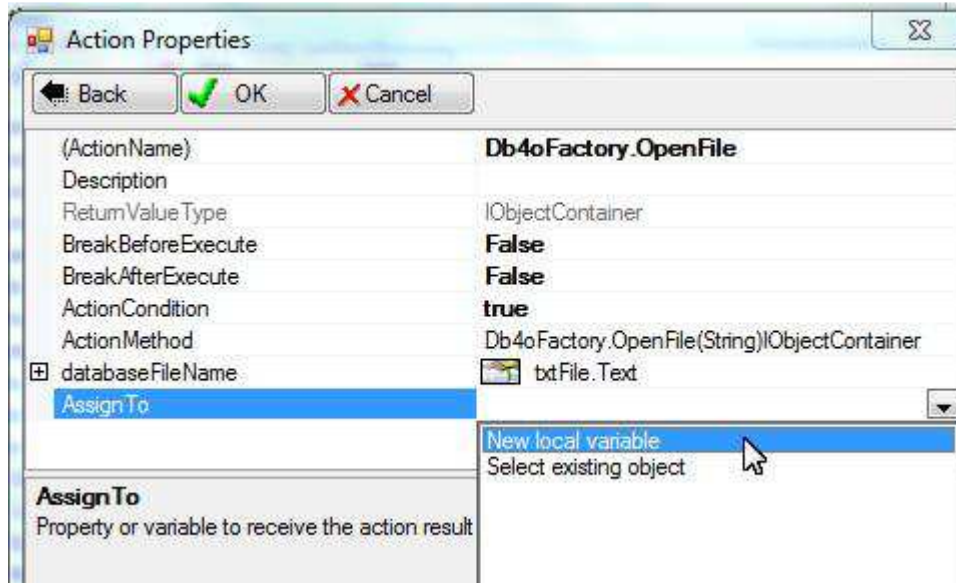 Action Properties
Back OK Cancel
(ActionName) Db4oFactory.OpenFile
Description
ReturnValueType IObjectContainer
BreakBeforeExecute False
BreakAfterExecute False
ActionCondition true
ActionMethod Db4oFactory.OpenFile(String)IObjectContainer
databaseFileName txtFile.Text
AssignTo
New local variable
Select existing object
AssignTo
Property or variable to receive the action result